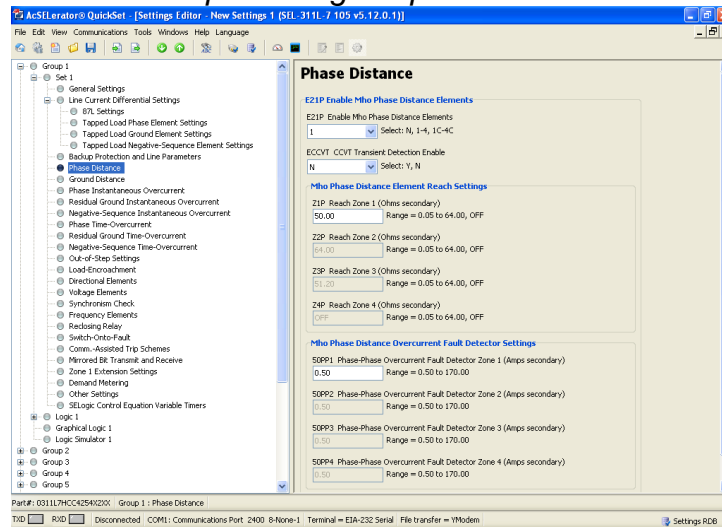 AcSELerator® QuickSet - [Settings Editor - New Settings 1 (SEL-311L-7 105 v5.12.0.1)]
File Edit View Communications Tools Windows Help Language
Group 1
Set 1
General Settings
Line Current Differential Settings
87L Settings
Tapped Load Phase Element Settings
Tapped Load Ground Element Settings
Tapped Load Negative-Sequence Element Settings
Backup Protection and Line Parameters
Phase Distance
Ground Distance
Phase Instantaneous Overcurrent
Residual Ground Instantaneous Overcurrent
Negative-Sequence Instantaneous Overcurrent
Phase Time-Overcurrent
Residual Ground Time-Overcurrent
Negative-Sequence Time-Overcurrent
Out-of-Step Settings
Load-Encroachment
Directional Elements
Voltage Elements
Synchronism Check
Frequency Elements
Reclosing Relay
Switch-Onto-Fault
Comm.-Assisted Trip Schemes
Mirrored Bit Transmit and Receive
Zone 1 Extension Settings
Demand Metering
Other Settings
SELogic Control Equation Variable Timers
Logic 1
Graphical Logic 1
Logic Simulator 1
Group 2
Group 3
Group 4
Group 5
Phase Distance
E21P Enable Mho Phase Distance Elements
E21P Enable Mho Phase Distance Elements
1 Select: N, 1-4, 1C-4C
ECCVT CCVT Transient Detection Enable
N Select: Y, N
Mho Phase Distance Element Reach Settings
Z1P Reach Zone 1 (Ohms secondary)
50.00 Range = 0.05 to 64.00, OFF
Z2P Reach Zone 2 (Ohms secondary)
64.00 Range = 0.05 to 64.00, OFF
Z3P Reach Zone 3 (Ohms secondary)
51.20 Range = 0.05 to 64.00, OFF
Z4P Reach Zone 4 (Ohms secondary)
OFF Range = 0.05 to 64.00, OFF
Mho Phase Distance Overcurrent Fault Detector Settings
50PP1 Phase-Phase Overcurrent Fault Detector Zone 1 (Amps secondary)
0.50 Range = 0.50 to 170.00
50PP2 Phase-Phase Overcurrent Fault Detector Zone 2 (Amps secondary)
0.50 Range = 0.50 to 170.00
50PP3 Phase-Phase Overcurrent Fault Detector Zone 3 (Amps secondary)
0.50 Range = 0.50 to 170.00
50PP4 Phase-Phase Overcurrent Fault Detector Zone 4 (Amps secondary)
0.50 Range = 0.50 to 170.00
Part#: 0311L7HCC4254X2XX Group 1 : Phase Distance
TXD RXD Disconnected COM1: Communications Port 2400 8-None-1 Terminal = EIA-232 Serial File transfer = YModem Settings RDB